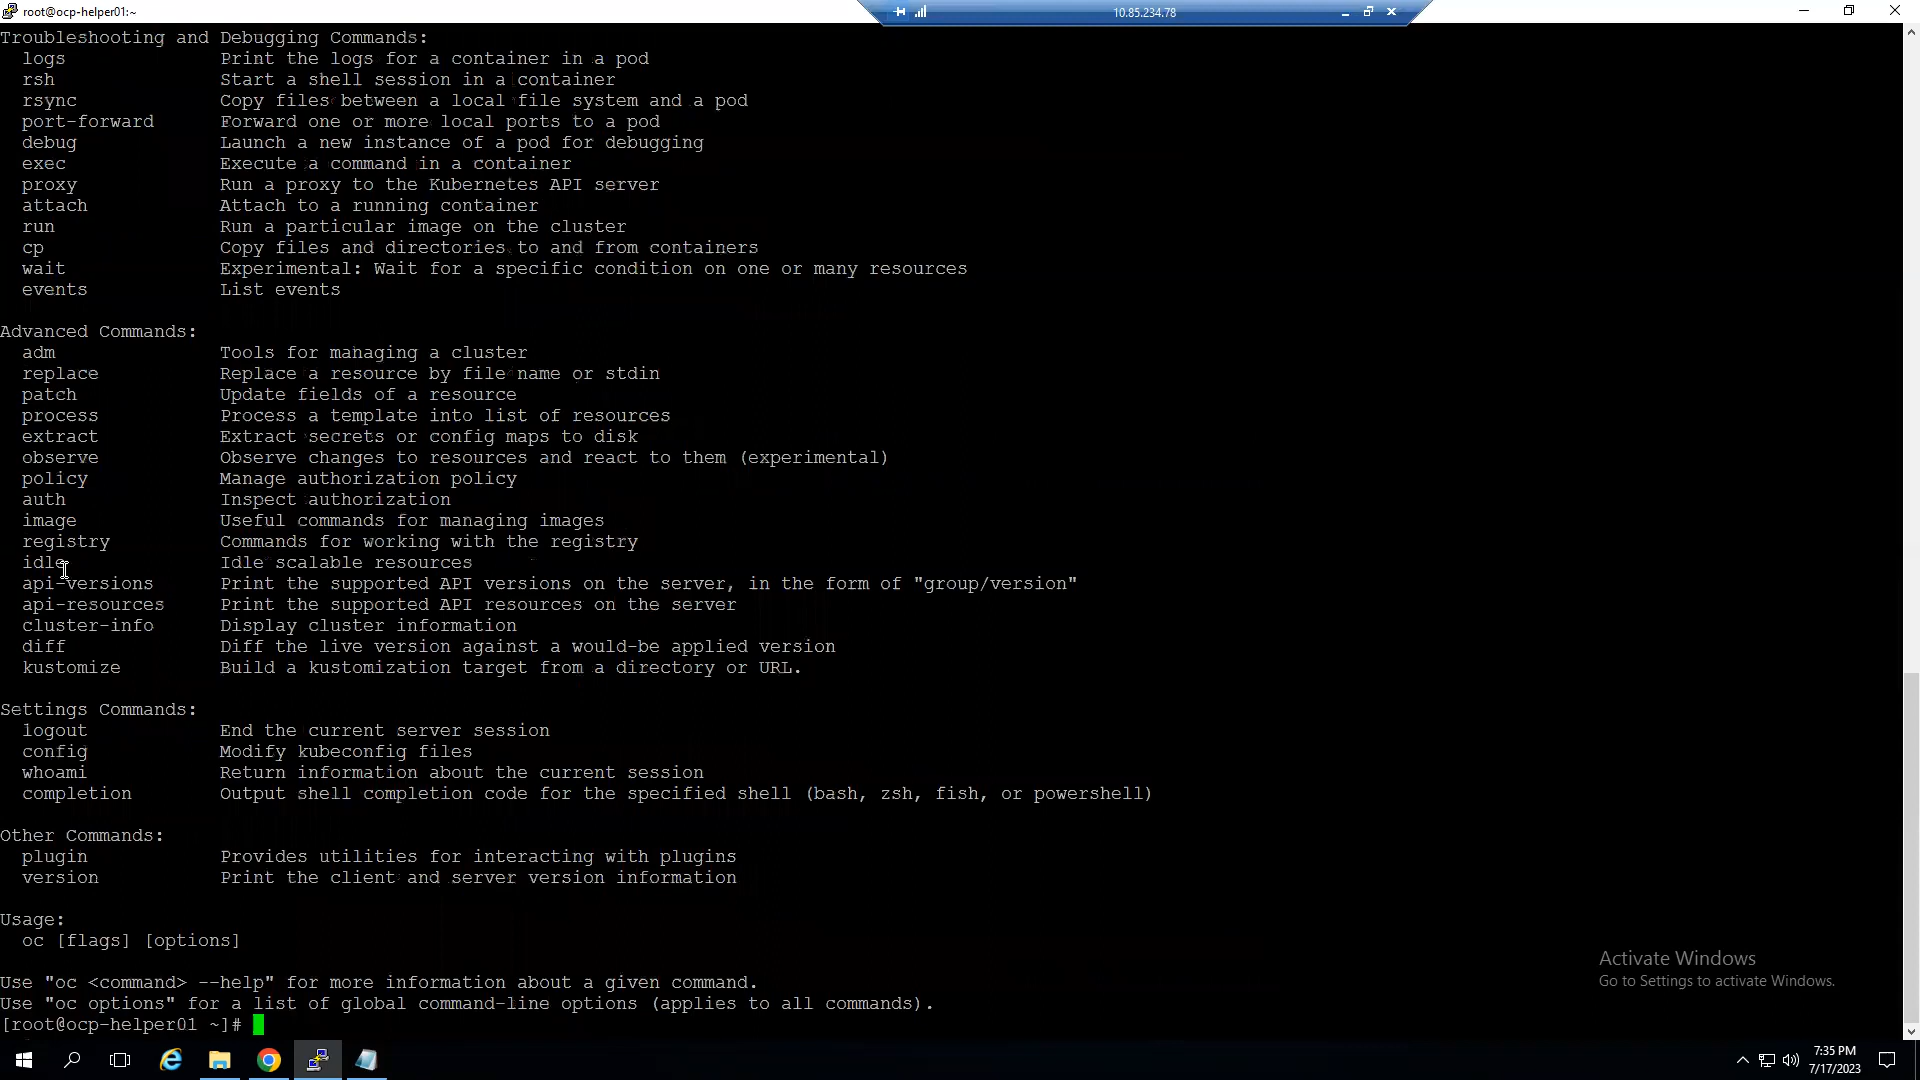 root@ocp-helper01:~
10.85.234.78
Troubleshooting and Debugging Commands:
logs Print the logs for a container in a pod
rsh Start a shell session in a container
rsync Copy files between a local file system and a pod
port-forward Forward one or more local ports to a pod
debug Launch a new instance of a pod for debugging
exec Execute a command in a container
proxy Run a proxy to the Kubernetes API server
attach Attach to a running container
run Run a particular image on the cluster
cp Copy files and directories to and from containers
wait Experimental: Wait for a specific condition on one or many resources
events List events
Advanced Commands:
adm Tools for managing a cluster
replace Replace a resource by file name or stdin
patch Update fields of a resource
process Process a template into list of resources
extract Extract secrets or config maps to disk
observe Observe changes to resources and react to them (experimental)
policy Manage authorization policy
auth Inspect authorization
image Useful commands for managing images
registry Commands for working with the registry
idle Idle scalable resources
api-versions Print the supported API versions on the server, in the form of "group/version"
api-resources Print the supported API resources on the server
cluster-info Display cluster information
diff Diff the live version against a would-be applied version
kustomize Build a kustomization target from a directory or URL.
Settings Commands:
logout End the current server session
config Modify kubeconfig files
whoami Return information about the current session
completion Output shell completion code for the specified shell (bash, zsh, fish, or powershell)
Other Commands:
plugin Provides utilities for interacting with plugins
version Print the client and server version information
Usage:
oc [flags] [options]
Use "oc <command> --help" for more information about a given command.
Use "oc options" for a list of global command-line options (applies to all commands).
[root@ocp-helper01 ~]#
Activate Windows
Go to Settings to activate Windows.
7:35 PM
7/17/2023